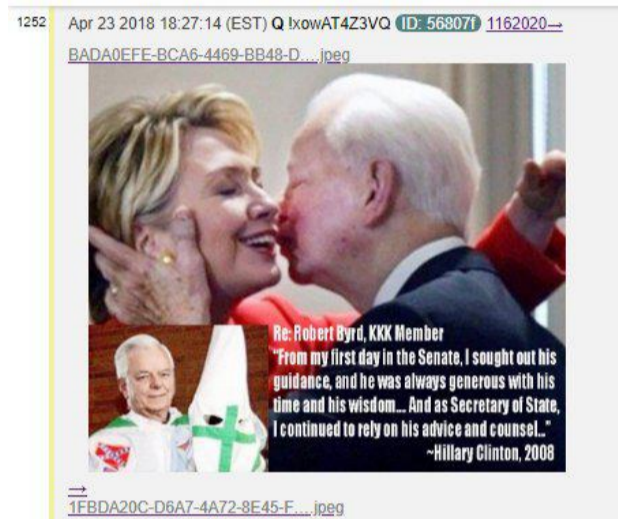 1252 Apr 23 2018 18:27:14 (EST) Q !xowAT4Z3VQ ID: 56807f 1162020→
BADA0EFE-BCA6-4469-BB48-D….jpeg
Re: Robert Byrd, KKK Member
"From my first day in the Senate, I sought out his
guidance, and he was always generous with his
time and his wisdom.... And as Secretary of State,
I continued to rely on his advice and counsel..."
~Hillary Clinton, 2008
→
1FBDA20C-D6A7-4A72-8E45-F….jpeg